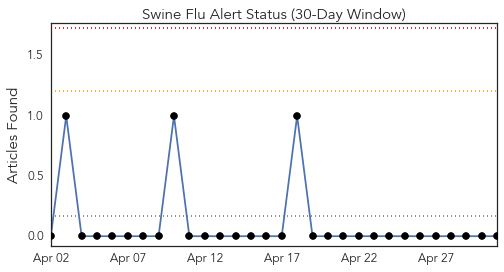 Swine Flu Alert Status (30-Day Window)
Articles Found
1.5
1.0
0.5
0.0
Apr 02 Apr 07 Apr 12 Apr 17 Apr 22 Apr 27